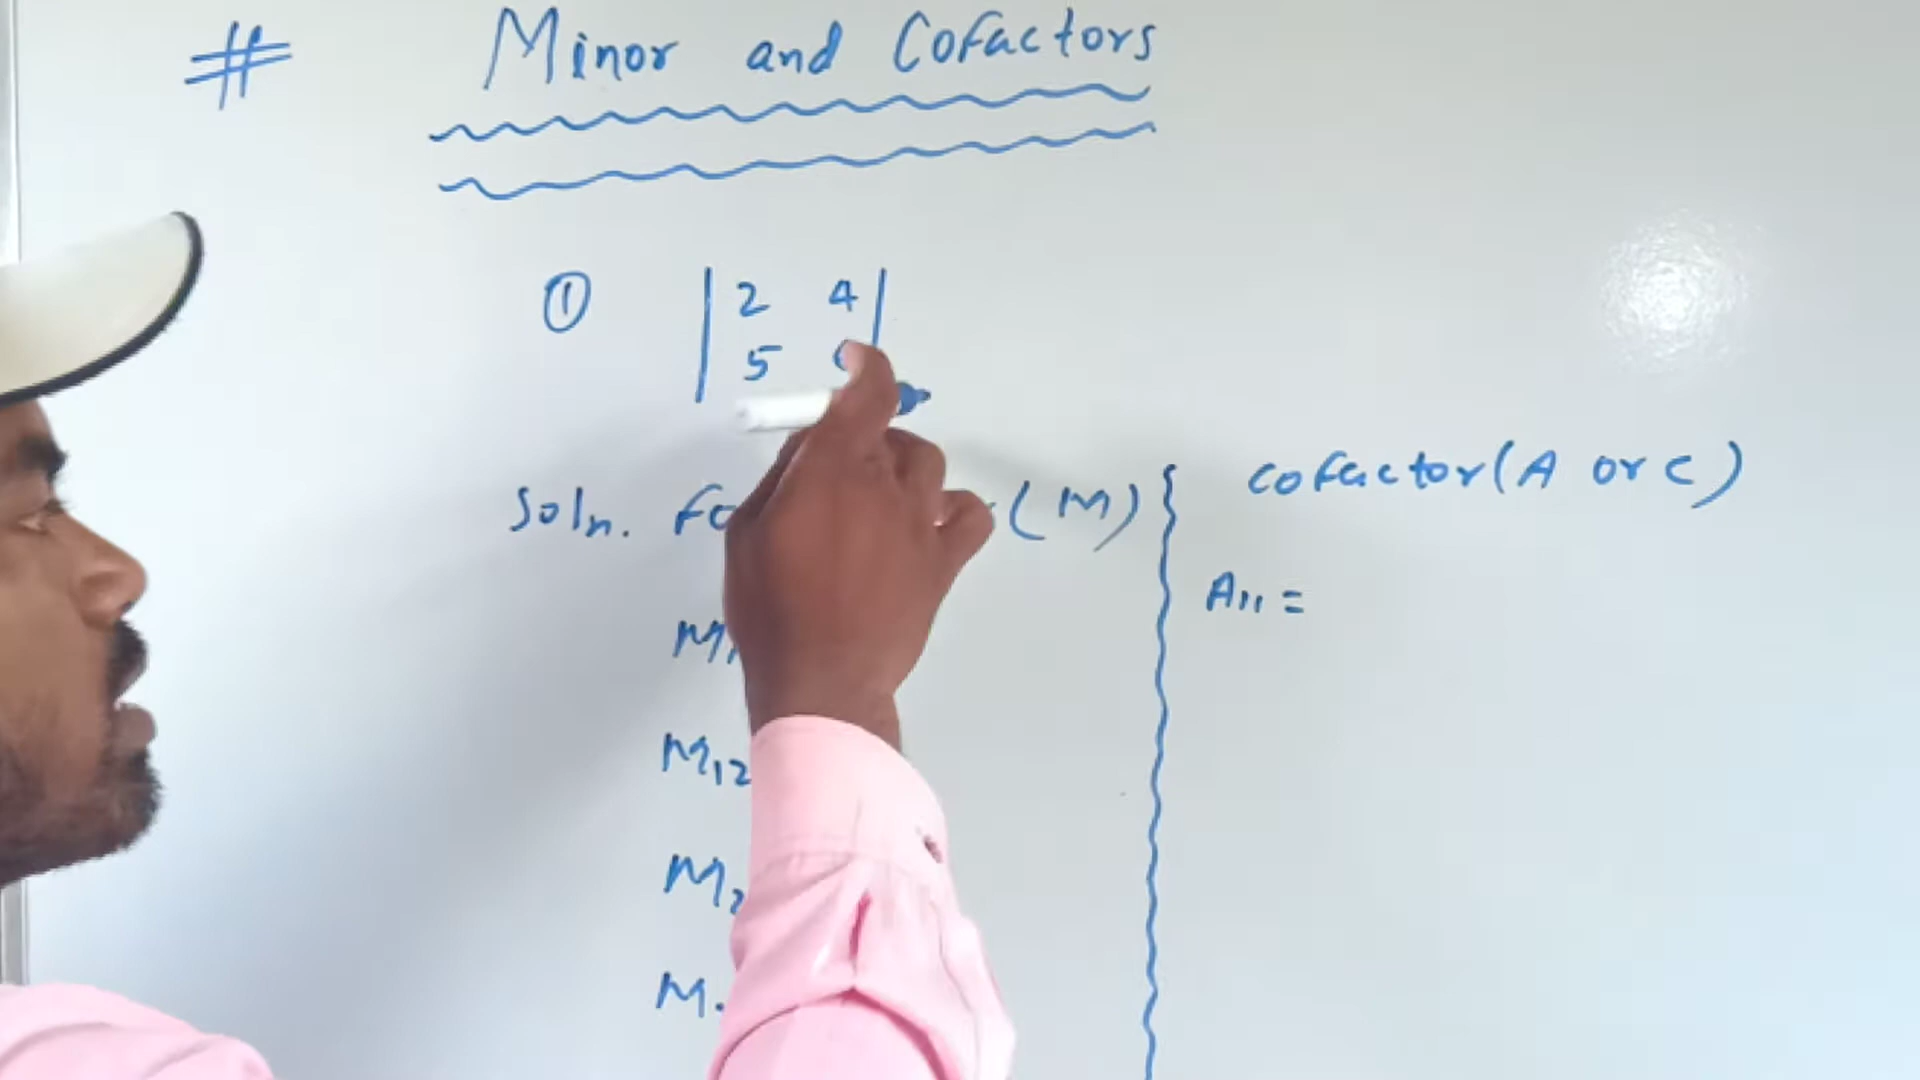 # Minor and Cofactors
① | 2 4 |
5
Soln. (M) cofactor(A or C)
A₁₁ =
M₁₂
M